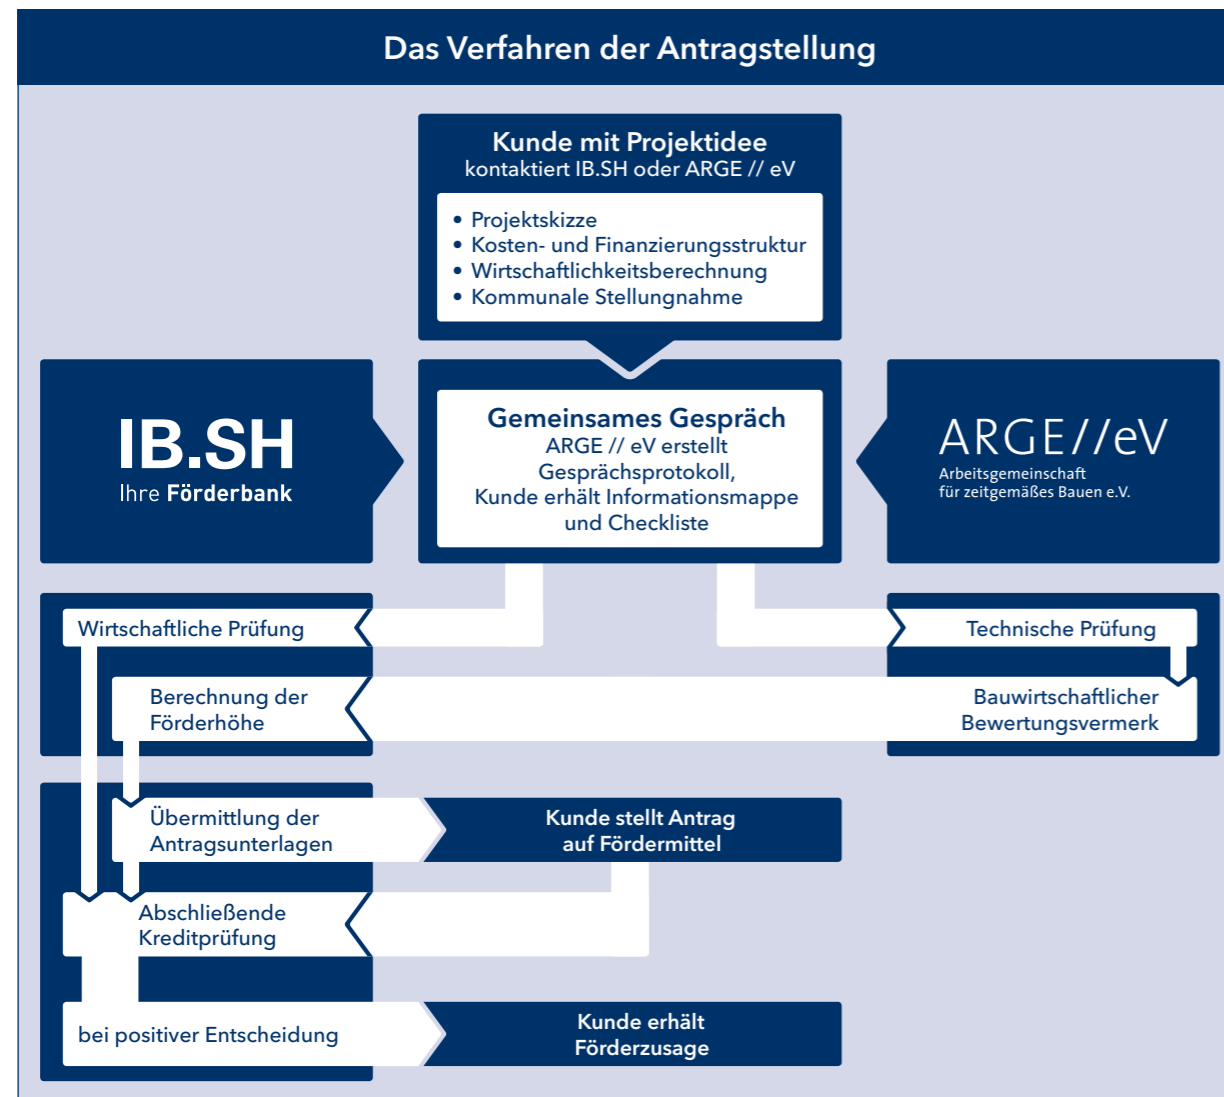 Das Verfahren der Antragstellung
Kunde mit Projektidee
kontaktiert IB.SH oder ARGE // eV
• Projektskizze
• Kosten- und Finanzierungsstruktur
• Wirtschaftlichkeitsberechnung
• Kommunale Stellungnahme
IB.SH
Ihre Förderbank
Gemeinsames Gespräch
ARGE // eV erstellt
Gesprächsprotokoll,
Kunde erhält Informationsmappe
und Checkliste
ARGE//eV
Arbeitsgemeinschaft
für zeitgemäßes Bauen e.V.
Wirtschaftliche Prüfung
Technische Prüfung
Berechnung der
Förderhöhe
Bauwirtschaftlicher
Bewertungsvermerk
Übermittlung der
Antragsunterlagen
Kunde stellt Antrag
auf Fördermittel
Abschließende
Kreditprüfung
bei positiver Entscheidung
Kunde erhält
Förderzusage